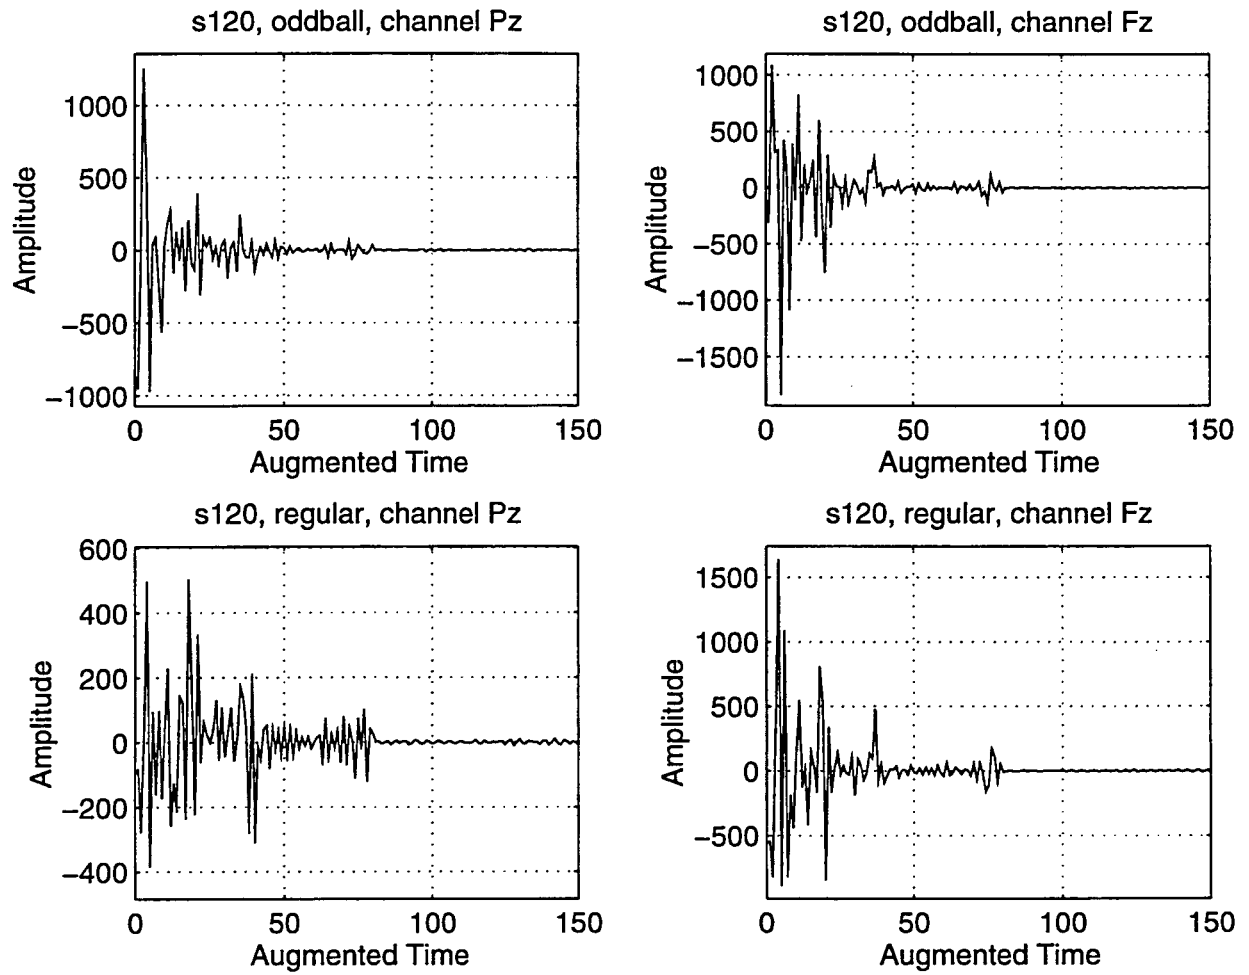 s120, oddball, channel Pz
1000
500
0
−500
−1000
Amplitude
0 50 100 150
Augmented Time
s120, oddball, channel Fz
1000
500
0
−500
−1000
−1500
Amplitude
0 50 100 150
Augmented Time
s120, regular, channel Pz
600
400
200
0
−200
−400
Amplitude
0 50 100 150
Augmented Time
s120, regular, channel Fz
1500
1000
500
0
−500
Amplitude
0 50 100 150
Augmented Time